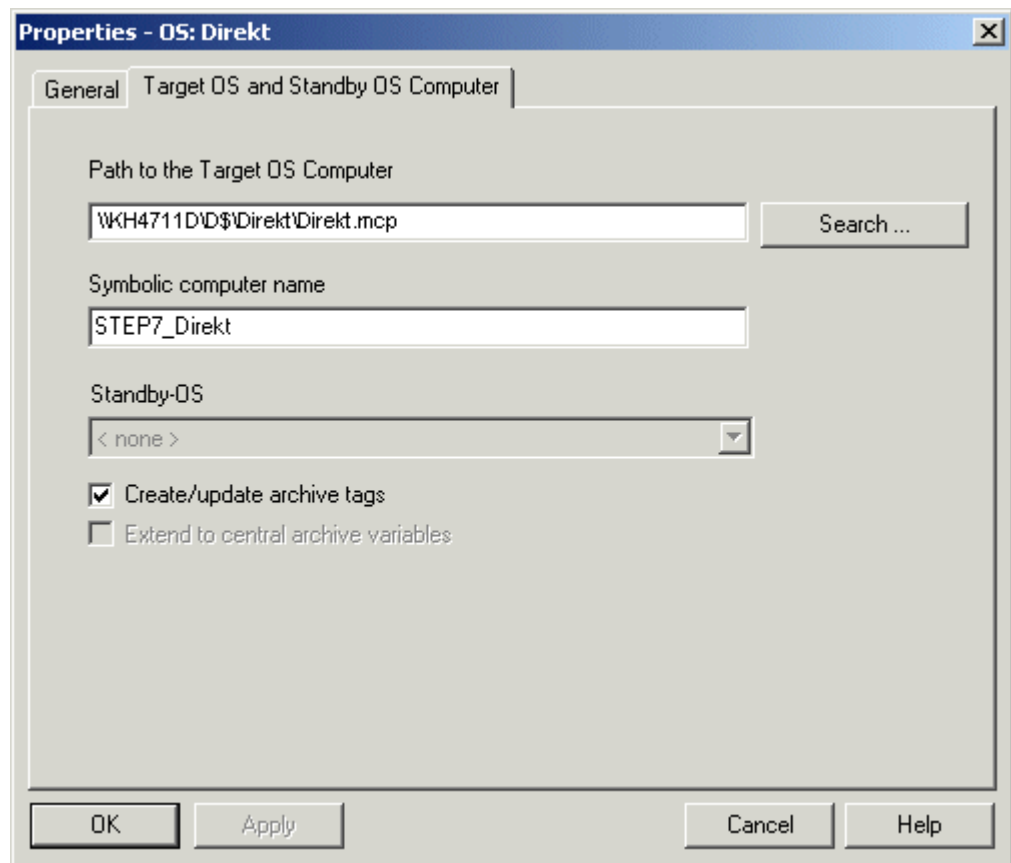 Properties - OS: Direkt
General Target OS and Standby OS Computer
Path to the Target OS Computer
\\KH4711D\D$\Direkt\Direkt.mcp
Search ...
Symbolic computer name
STEP7_Direkt
Standby-OS
< none >
Create/update archive tags
Extend to central archive variables
OK Apply Cancel Help